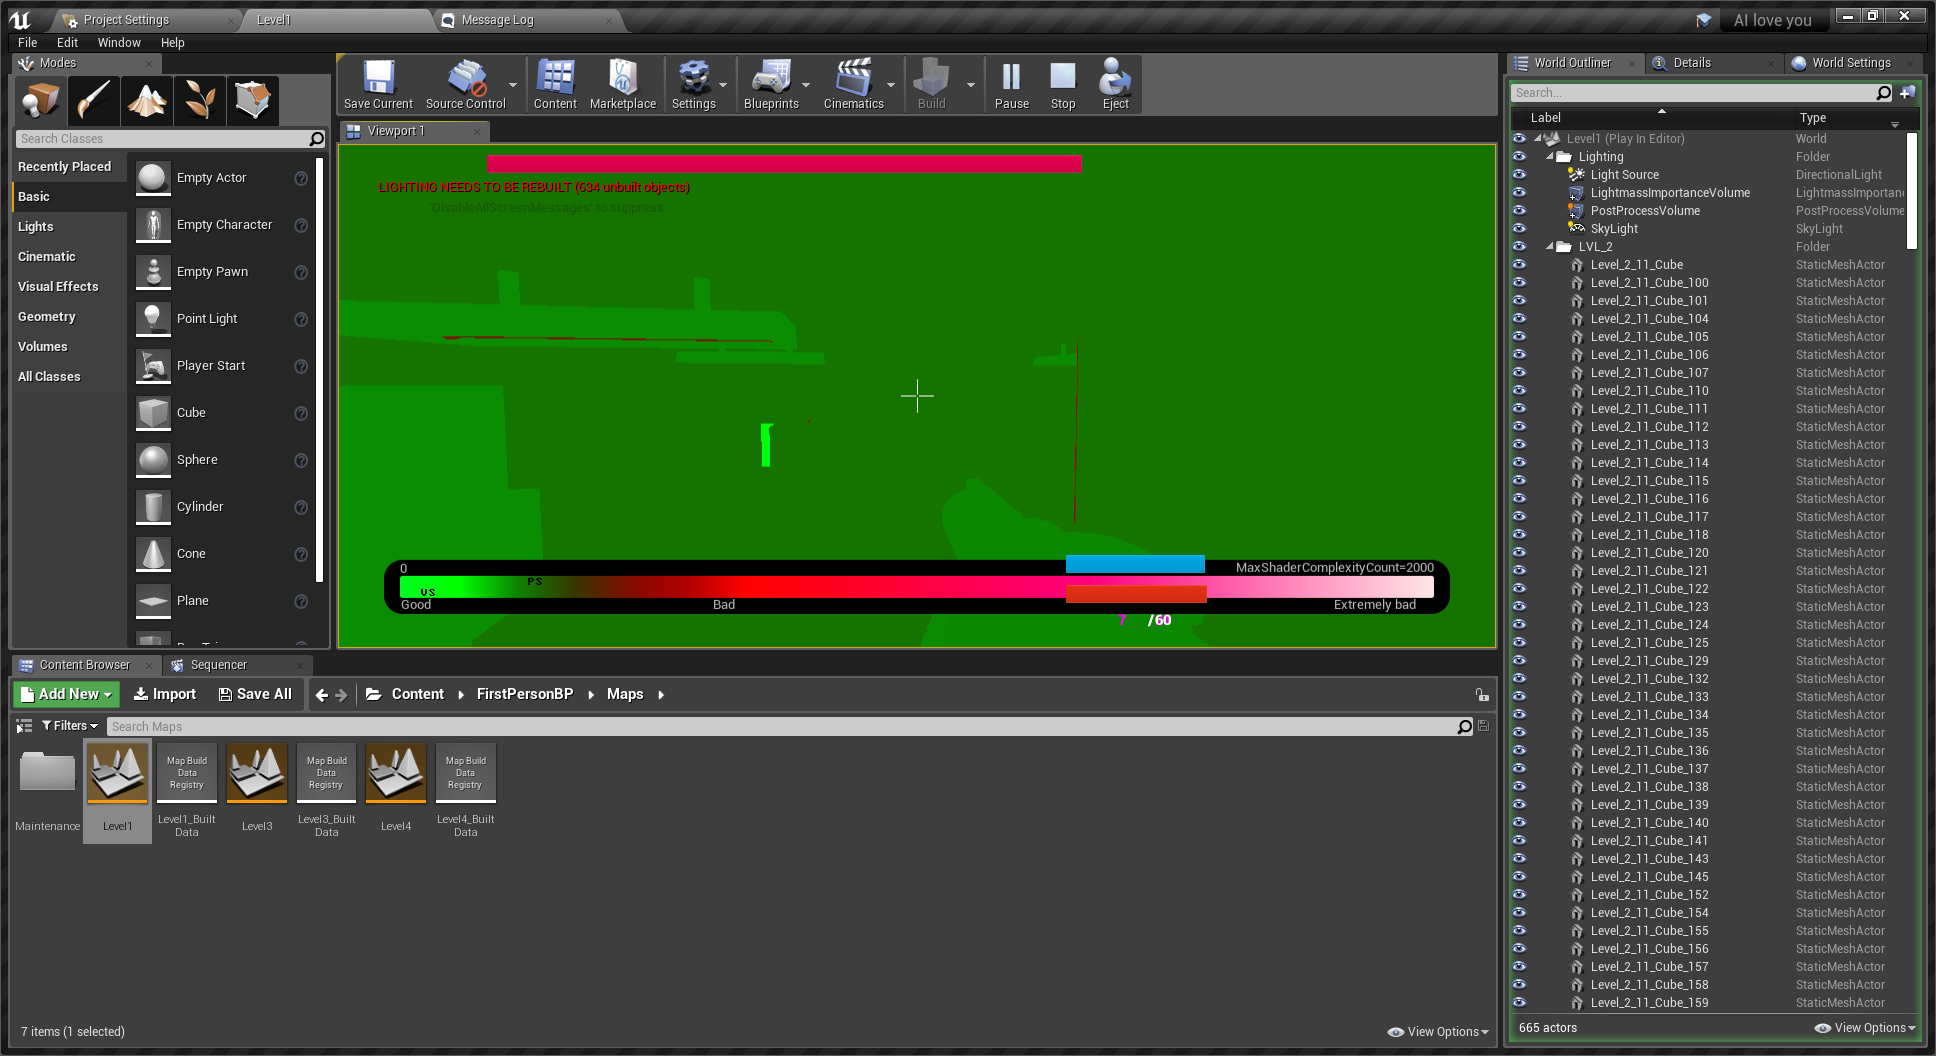 Project Settings
Level1
Message Log
AI love you
File Edit Window Help
Modes
Search Classes
Recently Placed
Basic
Lights
Cinematic
Visual Effects
Geometry
Volumes
All Classes
Empty Actor
Empty Character
Empty Pawn
Point Light
Player Start
Cube
Sphere
Cylinder
Cone
Plane
Save Current
Source Control
Content
Marketplace
Settings
Blueprints
Cinematics
Build
Pause
Stop
Eject
Viewport 1
LIGHTING NEEDS TO BE REBUILT (634 unbuilt objects)
'DisableAllScreenMessages' to suppress
0
MaxShaderComplexityCount=2000
PS
VS
Good
Bad
Extremely bad
7 /60
World Outliner
Details
World Settings
Search...
Label Type
Level1 (Play In Editor) World
Lighting Folder
Light Source DirectionalLight
LightmassImportanceVolume LightmassImportan
PostProcessVolume PostProcessVolume
SkyLight SkyLight
LVL_2 Folder
Level_2_11_Cube StaticMeshActor
Level_2_11_Cube_100 StaticMeshActor
Level_2_11_Cube_101 StaticMeshActor
Level_2_11_Cube_104 StaticMeshActor
Level_2_11_Cube_105 StaticMeshActor
Level_2_11_Cube_106 StaticMeshActor
Level_2_11_Cube_107 StaticMeshActor
Level_2_11_Cube_110 StaticMeshActor
Level_2_11_Cube_111 StaticMeshActor
Level_2_11_Cube_112 StaticMeshActor
Level_2_11_Cube_113 StaticMeshActor
Level_2_11_Cube_114 StaticMeshActor
Level_2_11_Cube_115 StaticMeshActor
Level_2_11_Cube_116 StaticMeshActor
Level_2_11_Cube_117 StaticMeshActor
Level_2_11_Cube_118 StaticMeshActor
Level_2_11_Cube_120 StaticMeshActor
Level_2_11_Cube_121 StaticMeshActor
Level_2_11_Cube_122 StaticMeshActor
Level_2_11_Cube_123 StaticMeshActor
Level_2_11_Cube_124 StaticMeshActor
Level_2_11_Cube_125 StaticMeshActor
Level_2_11_Cube_129 StaticMeshActor
Level_2_11_Cube_132 StaticMeshActor
Level_2_11_Cube_133 StaticMeshActor
Level_2_11_Cube_134 StaticMeshActor
Level_2_11_Cube_135 StaticMeshActor
Level_2_11_Cube_136 StaticMeshActor
Level_2_11_Cube_137 StaticMeshActor
Level_2_11_Cube_138 StaticMeshActor
Level_2_11_Cube_139 StaticMeshActor
Level_2_11_Cube_140 StaticMeshActor
Level_2_11_Cube_141 StaticMeshActor
Level_2_11_Cube_143 StaticMeshActor
Level_2_11_Cube_145 StaticMeshActor
Level_2_11_Cube_152 StaticMeshActor
Level_2_11_Cube_154 StaticMeshActor
Level_2_11_Cube_155 StaticMeshActor
Level_2_11_Cube_156 StaticMeshActor
Level_2_11_Cube_157 StaticMeshActor
Level_2_11_Cube_158 StaticMeshActor
Level_2_11_Cube_159 StaticMeshActor
665 actors
View Options
Content Browser
Sequencer
Add New
Import
Save All
Content
FirstPersonBP
Maps
Filters
Search Maps
Maintenance
Level1
Map Build
Data
Registry
Level1_Built
Data
Level3
Map Build
Data
Registry
Level3_Built
Data
Level4
Map Build
Data
Registry
Level4_Built
Data
7 items (1 selected)
View Options